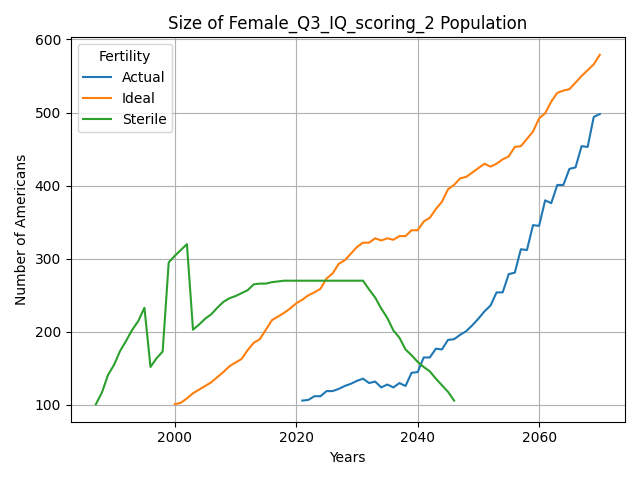 Size of Female_Q3_IQ_scoring_2 Population
Fertility
Actual
Ideal
Sterile
Number of Americans
600
500
400
300
200
100
2000 2020 2040 2060
Years